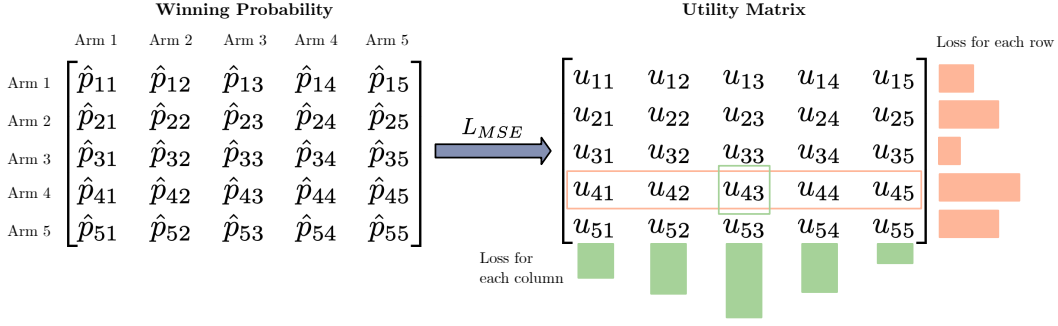 Winning Probability
Utility Matrix
Arm 1 Arm 2 Arm 3 Arm 4 Arm 5
Loss for each row
Arm 1 p̂₁₁ p̂₁₂ p̂₁₃ p̂₁₄ p̂₁₅
Arm 2 p̂₂₁ p̂₂₂ p̂₂₃ p̂₂₄ p̂₂₅
Arm 3 p̂₃₁ p̂₃₂ p̂₃₃ p̂₃₄ p̂₃₅
Arm 4 p̂₄₁ p̂₄₂ p̂₄₃ p̂₄₄ p̂₄₅
Arm 5 p̂₅₁ p̂₅₂ p̂₅₃ p̂₅₄ p̂₅₅
L_MSE
u₁₁ u₁₂ u₁₃ u₁₄ u₁₅
u₂₁ u₂₂ u₂₃ u₂₄ u₂₅
u₃₁ u₃₂ u₃₃ u₃₄ u₃₅
u₄₁ u₄₂ u₄₃ u₄₄ u₄₅
u₅₁ u₅₂ u₅₃ u₅₄ u₅₅
Loss for
each column